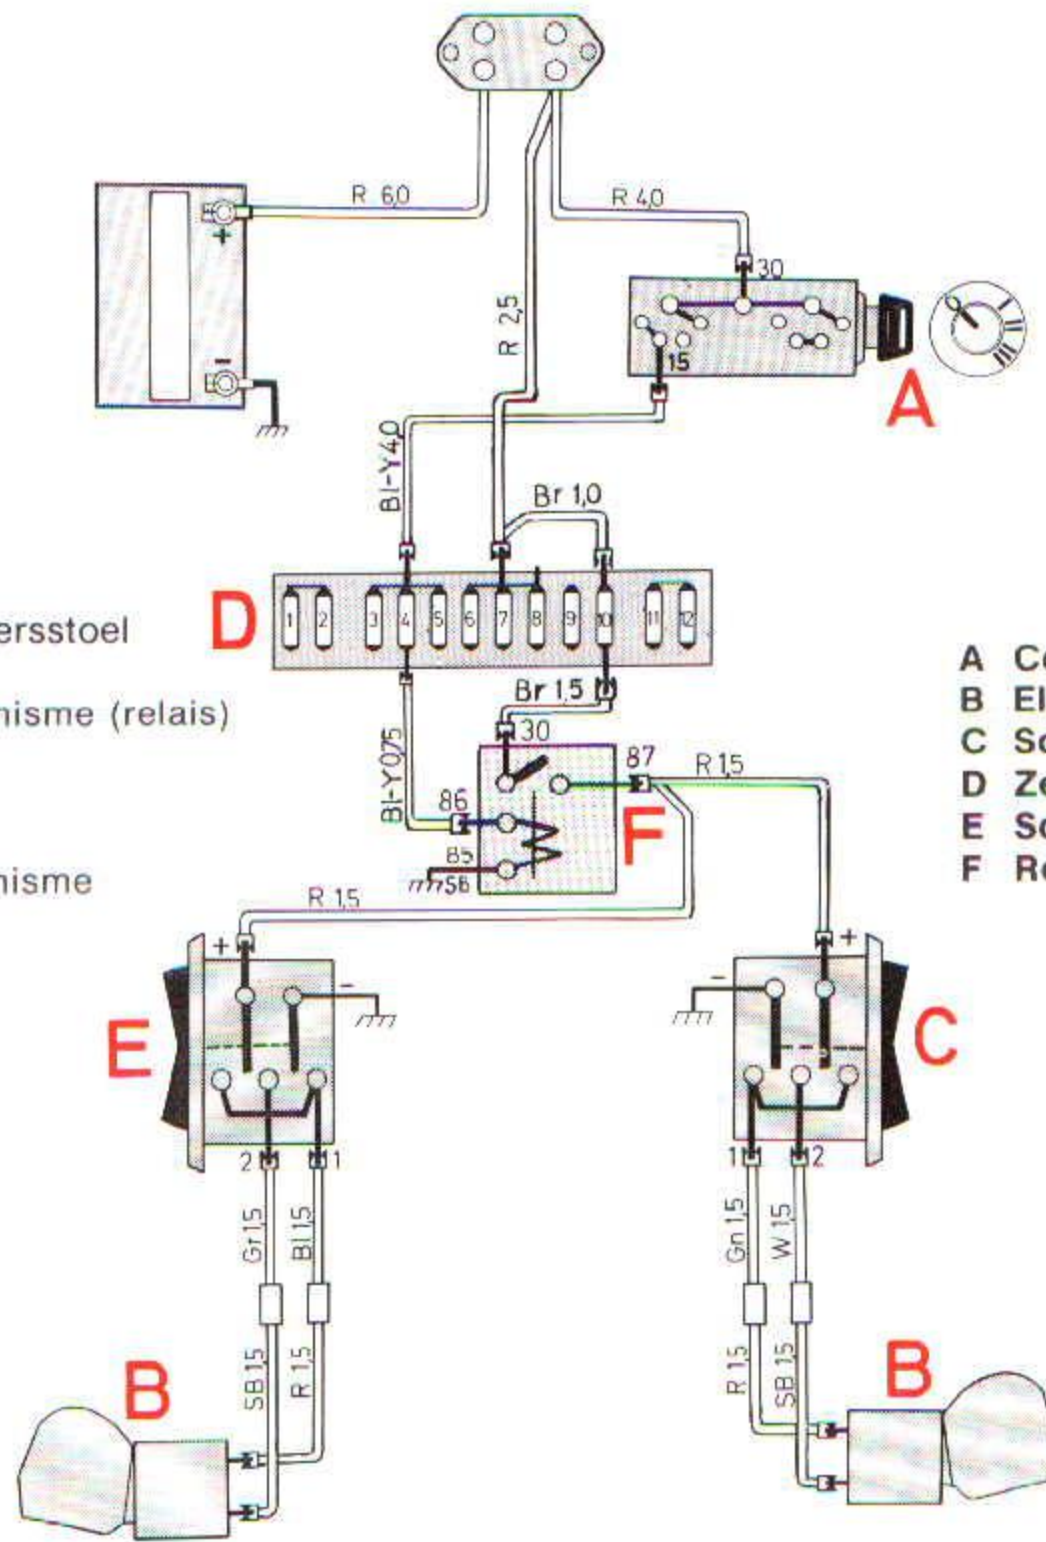 R 6,0
R 4,0
+
30
R 2,5
-
15
A
Bl-Y 4,0
Br 1,0
D
1 2 3 4 5 6 7 8 9 10 11 12
ersstoel
nisme (relais)
nisme
Br 1,5
30
87
R 1,5
Bl-Y 0,75
86
F
85
SB
R 1,5
A
B El
C
D
E
F
+
-
E
-
+
C
2
1
1
2
Gr 1,5
Bl 1,5
Gn 1,5
W 1,5
SB 1,5
R 1,5
R 1,5
SB 1,5
B
B